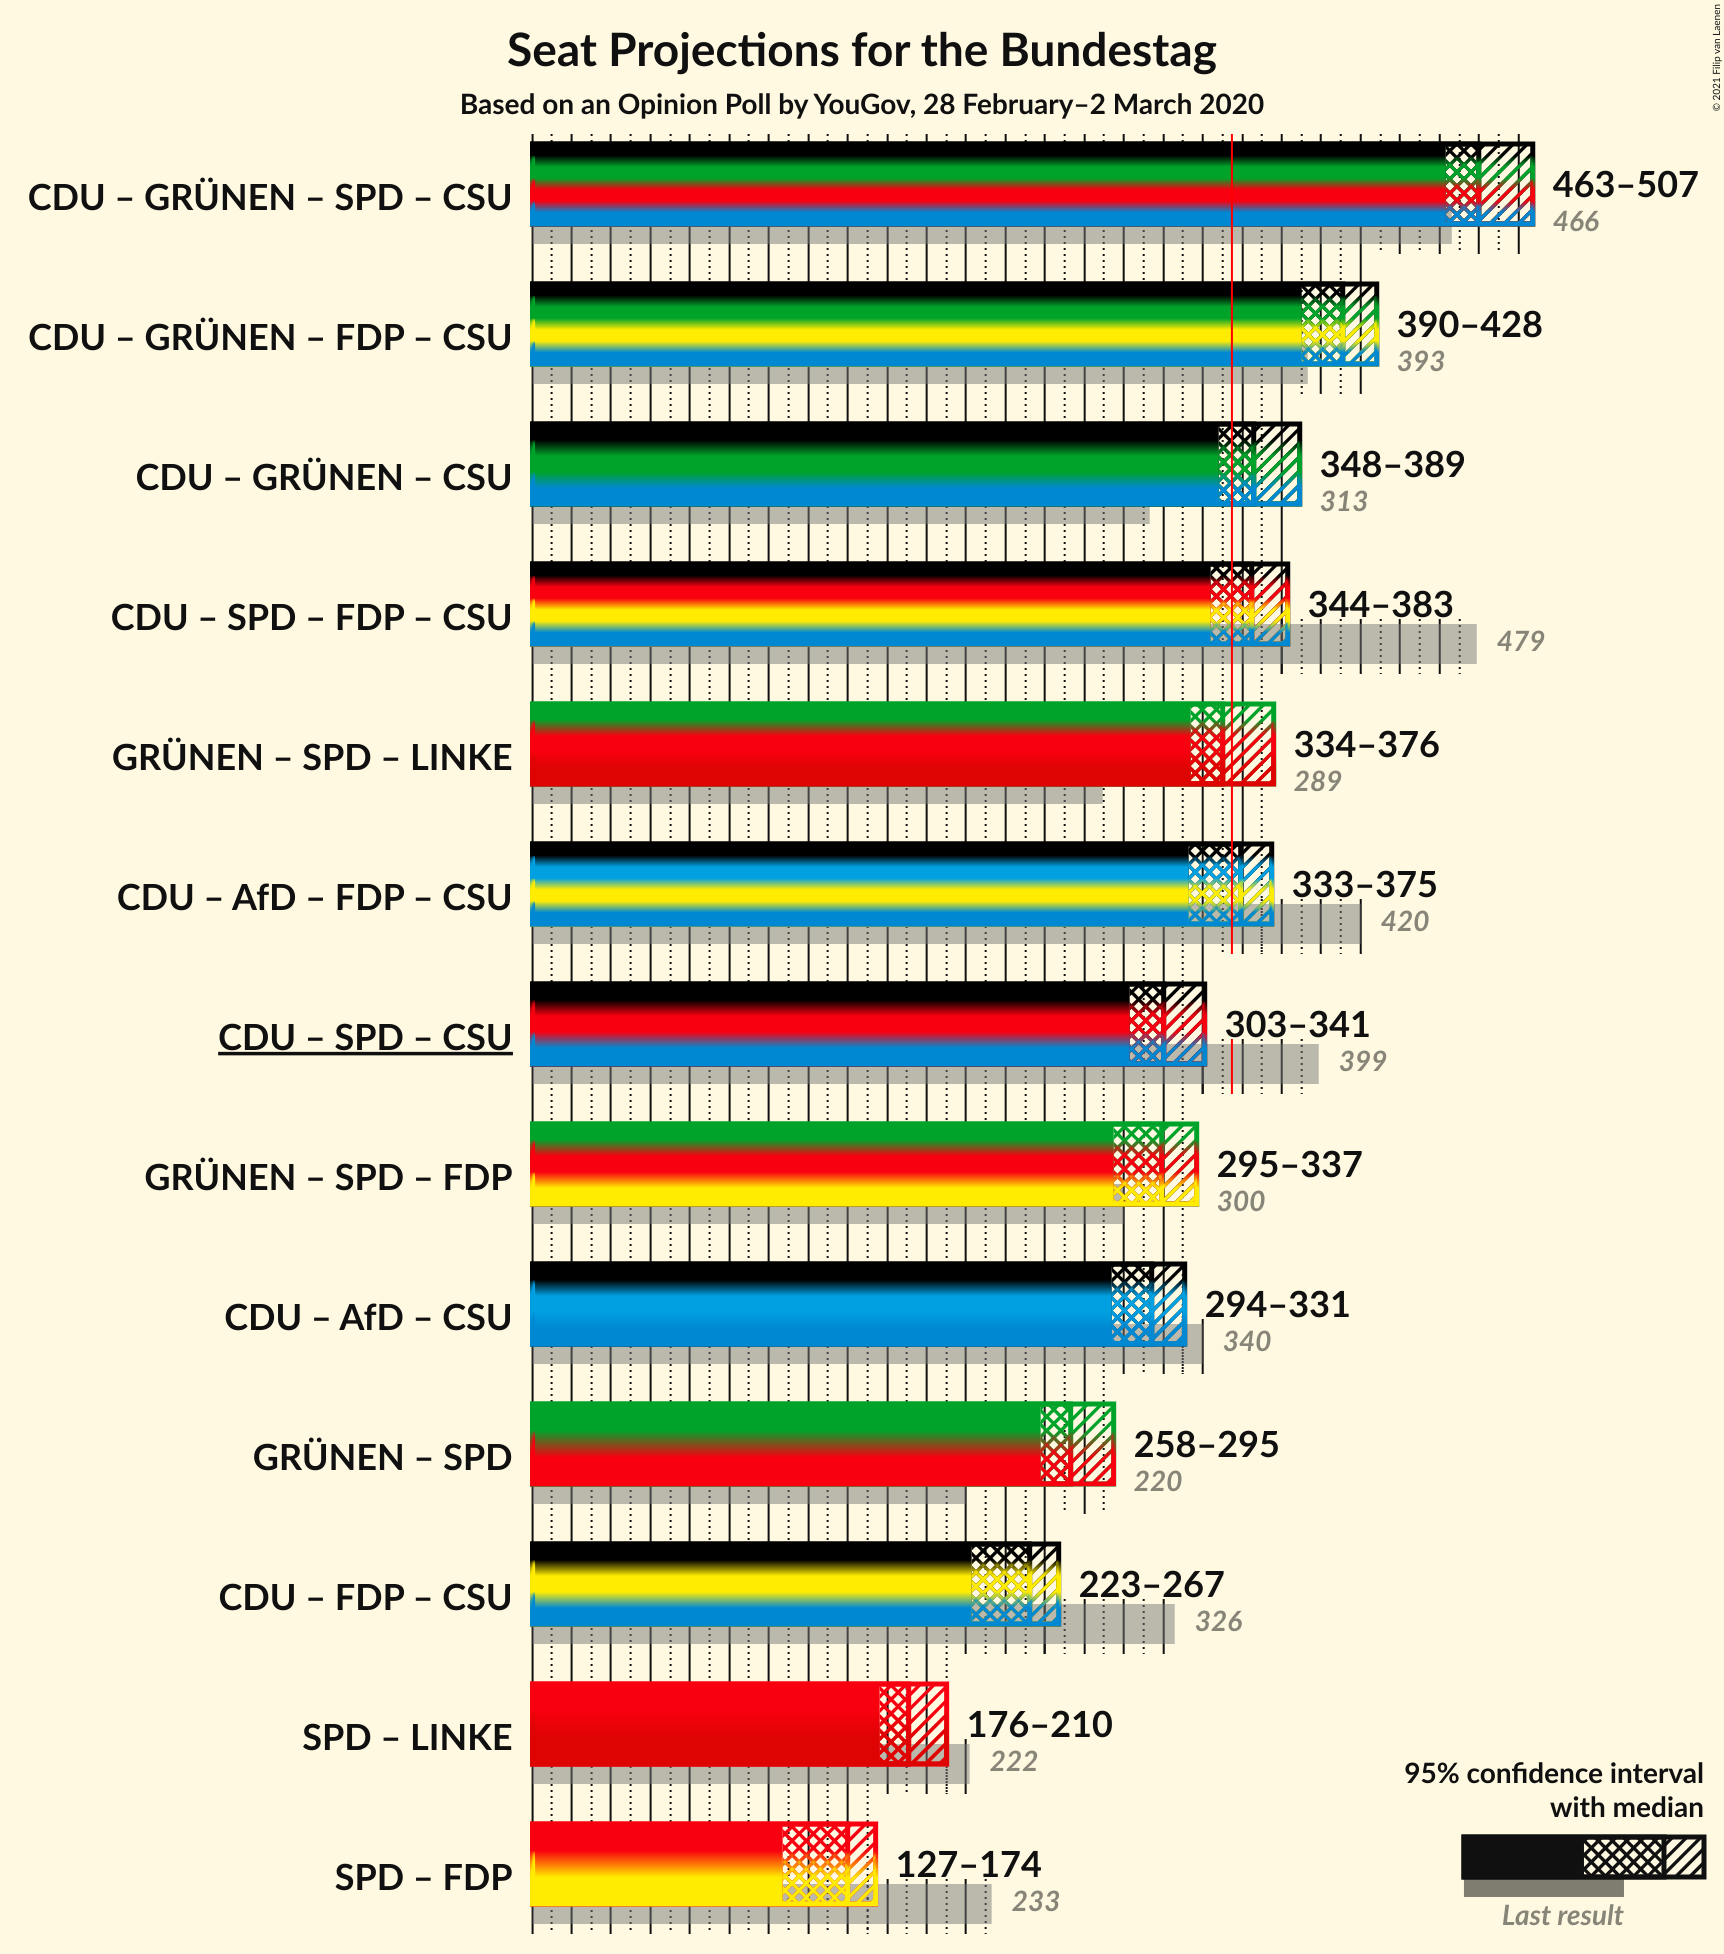 Seat Projections for the Bundestag
Based on an Opinion Poll by YouGov, 28 February–2 March 2020
© 2021 Filip van Laenen
CDU – GRÜNEN – SPD – CSU
463–507
466
CDU – GRÜNEN – FDP – CSU
390–428
393
CDU – GRÜNEN – CSU
348–389
313
CDU – SPD – FDP – CSU
344–383
479
GRÜNEN – SPD – LINKE
334–376
289
CDU – AfD – FDP – CSU
333–375
420
CDU – SPD – CSU
303–341
399
GRÜNEN – SPD – FDP
295–337
300
CDU – AfD – CSU
294–331
340
GRÜNEN – SPD
258–295
220
CDU – FDP – CSU
223–267
326
SPD – LINKE
176–210
222
SPD – FDP
127–174
233
95% confidence interval
with median
Last result